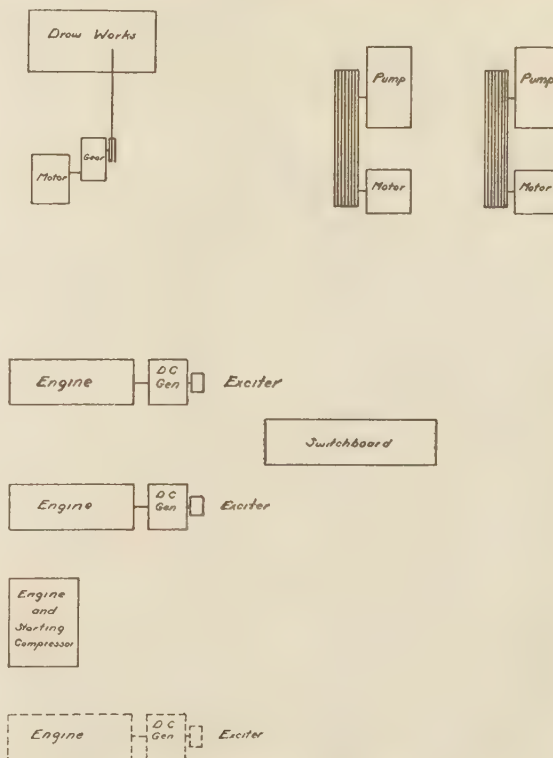 Draw Works
Pump
Pump
Gear
Motor
Motor
Motor
Engine
DC
Gen
Exciter
Switchboard
Engine
DC
Gen
Exciter
Engine
and
Starting
Compressor
Engine
DC
Gen
Exciter